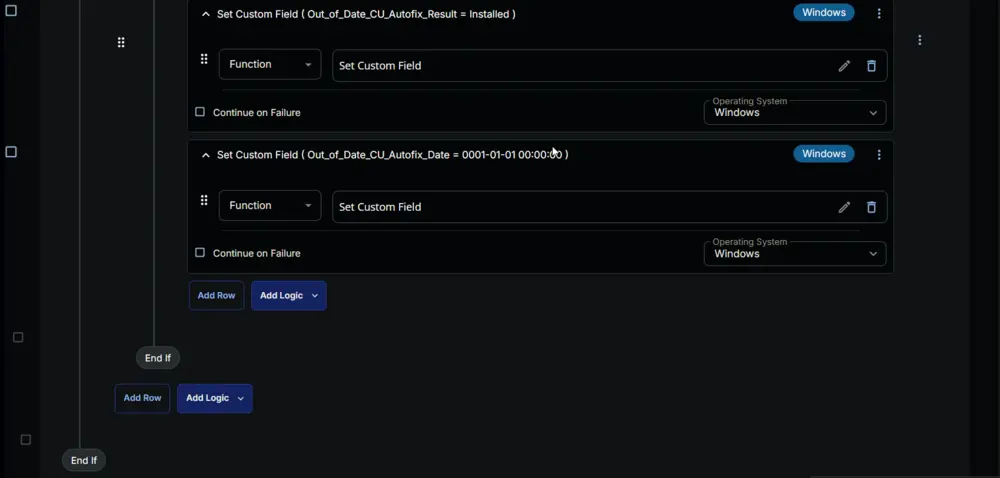 Set Custom Field ( Out_of_Date_CU_Autofix_Result = Installed )
Windows
Function
Set Custom Field
Continue on Failure
Operating System
Windows
Set Custom Field ( Out_of_Date_CU_Autofix_Date = 0001-01-01 00:00:00 )
Windows
Function
Set Custom Field
Continue on Failure
Operating System
Windows
Add Row
Add Logic
End If
Add Row
Add Logic
End If